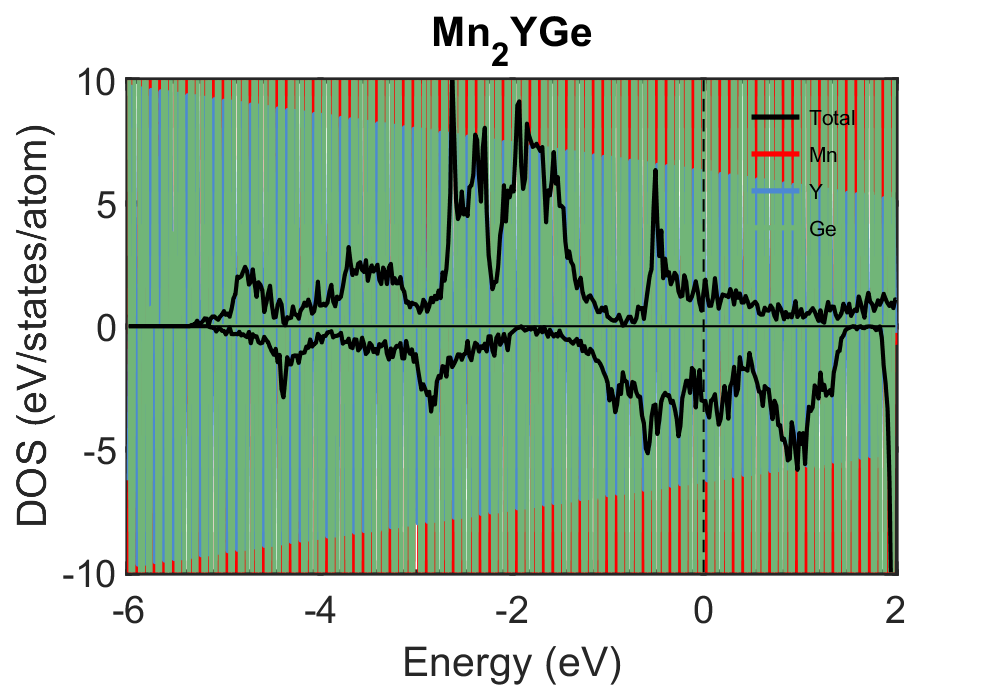 Mn2YGe
DOS (eV/states/atom)
10
5
0
-5
-10
Total
Mn
Y
Ge
-6 -4 -2 0 2
Energy (eV)